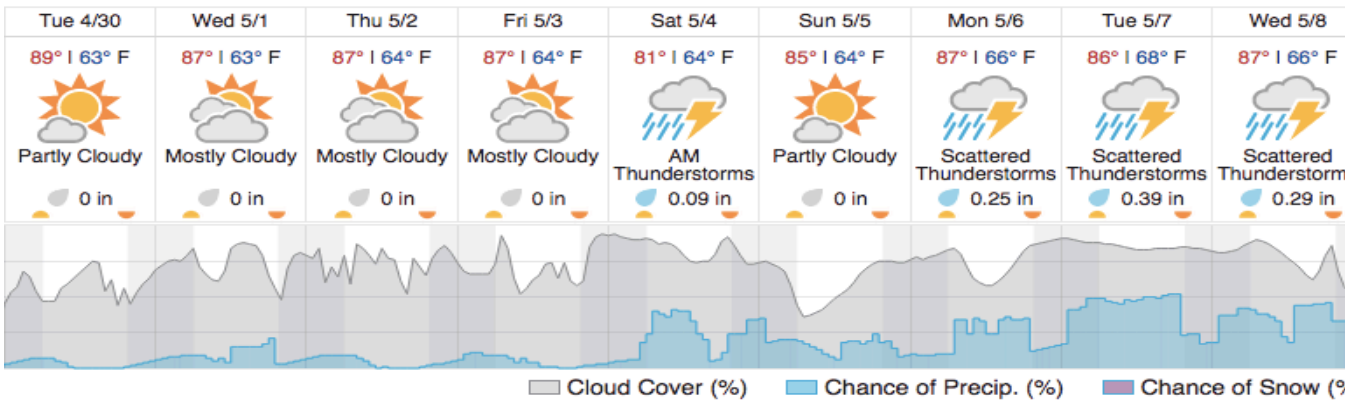 Tue 4/30 Wed 5/1 Thu 5/2 Fri 5/3 Sat 5/4 Sun 5/5 Mon 5/6 Tue 5/7 Wed 5/8
89° | 63° F 87° | 63° F 87° | 64° F 87° | 64° F 81° | 64° F 85° | 64° F 87° | 66° F 86° | 68° F 87° | 66° F
Partly Cloudy Mostly Cloudy Mostly Cloudy Mostly Cloudy AM Partly Cloudy Scattered Scattered Scattered
Thunderstorms Thunderstorms Thunderstorms Thunderstorm
0 in 0 in 0 in 0 in 0.09 in 0 in 0.25 in 0.39 in 0.29 in
Cloud Cover (%) Chance of Precip. (%) Chance of Snow (%